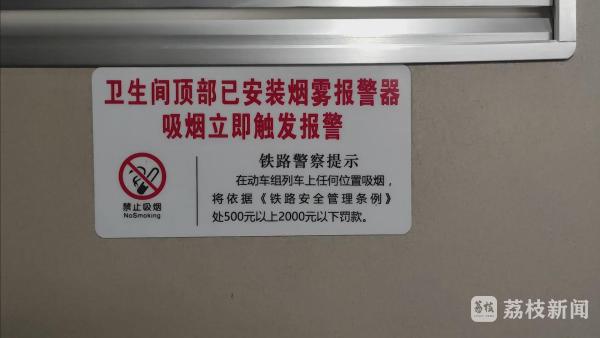 卫生间顶部已安装烟雾报警器
吸烟立即触发报警
禁止吸烟
NoSmoking
铁路警察提示
在动车组列车上任何位置吸烟，
将依据《铁路安全管理条例》
处500元以上2000元以下罚款。
荔枝
荔枝新闻